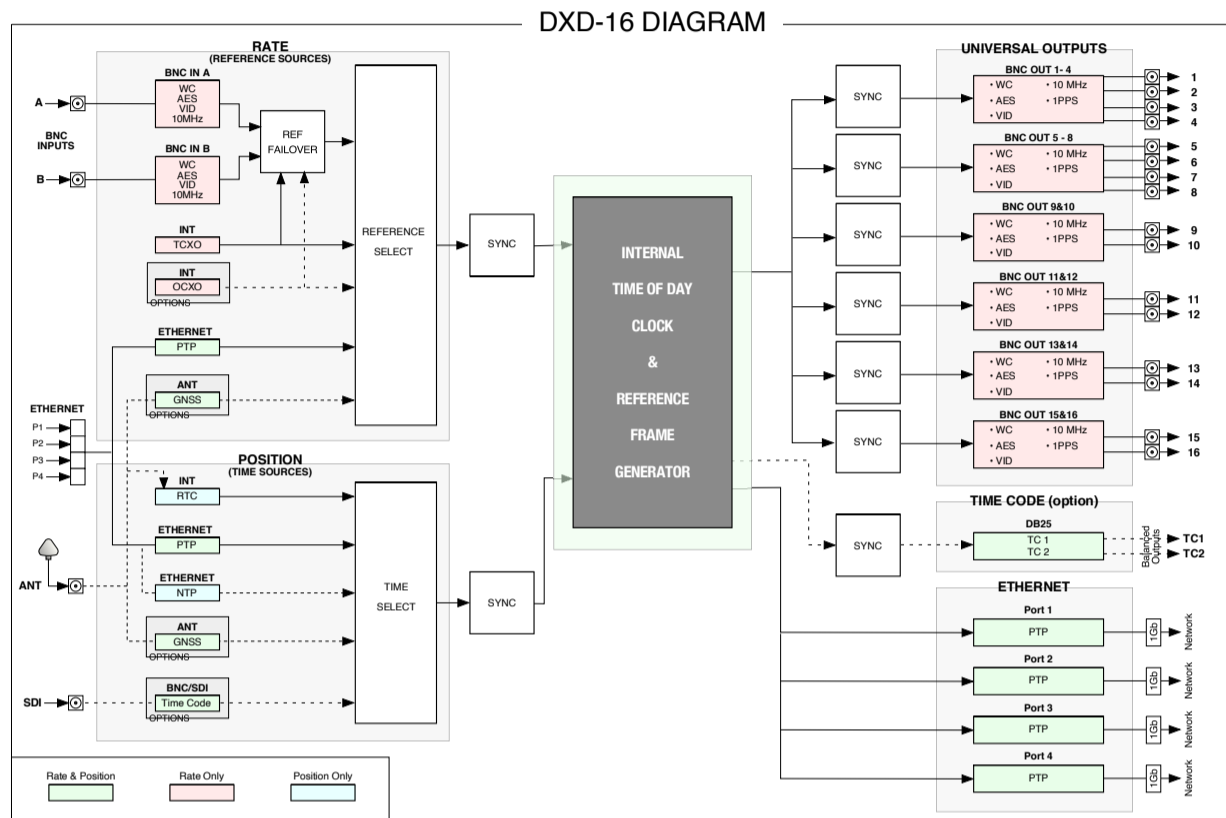 DXD-16 DIAGRAM
RATE
(REFERENCE SOURCES)
BNC IN A
WC
AES
VID
10MHz
A
BNC
INPUTS
B
BNC IN B
WC
AES
VID
10MHz
REF
FAILOVER
INT
TCXO
INT
OCXO
OPTIONS
ETHERNET
PTP
ANT
GNSS
OPTIONS
REFERENCE
SELECT
SYNC
ETHERNET
P1
P2
P3
P4
POSITION
(TIME SOURCES)
INT
RTC
ETHERNET
PTP
ETHERNET
NTP
ANT
GNSS
OPTIONS
BNC/SDI
Time Code
OPTIONS
ANT
SDI
TIME
SELECT
SYNC
INTERNAL
TIME OF DAY
CLOCK
&
REFERENCE
FRAME
GENERATOR
SYNC
SYNC
SYNC
SYNC
SYNC
SYNC
SYNC
UNIVERSAL OUTPUTS
BNC OUT 1- 4
• WC • 10 MHz
• AES • 1PPS
• VID
1
2
3
4
BNC OUT 5 - 8
• WC • 10 MHz
• AES • 1PPS
• VID
5
6
7
8
BNC OUT 9&10
• WC • 10 MHz
• AES • 1PPS
• VID
9
10
BNC OUT 11&12
• WC • 10 MHz
• AES • 1PPS
• VID
11
12
BNC OUT 13&14
• WC • 10 MHz
• AES • 1PPS
• VID
13
14
BNC OUT 15&16
• WC • 10 MHz
• AES • 1PPS
• VID
15
16
TIME CODE (option)
DB25
TC 1
TC 2
Balanced
Outputs
TC1
TC2
ETHERNET
Port 1
PTP
1Gb
Network
Port 2
PTP
1Gb
Network
Port 3
PTP
1Gb
Network
Port 4
PTP
1Gb
Network
Rate & Position
Rate Only
Position Only